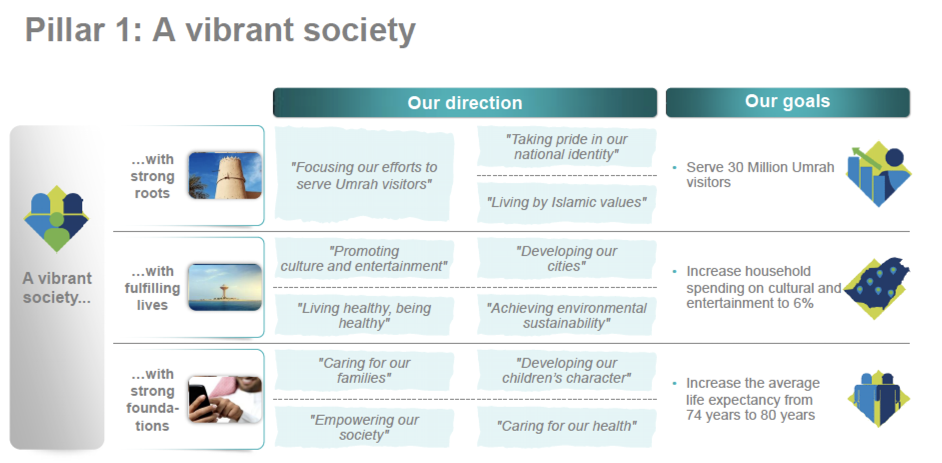 Pillar 1: A vibrant society
Our direction
Our goals
A vibrant
society...
...with
strong
roots
"Focusing our efforts to
serve Umrah visitors"
"Taking pride in our
national identity"
"Living by Islamic values"
• Serve 30 Million Umrah
visitors
...with
fulfilling
lives
"Promoting
culture and entertainment"
"Developing our
cities"
"Living healthy, being
healthy"
"Achieving environmental
sustainability"
• Increase household
spending on cultural and
entertainment to 6%
...with
strong
founda-
tions
"Caring for our
families"
"Developing our
children's character"
"Empowering our
society"
"Caring for our health"
• Increase the average
life expectancy from
74 years to 80 years